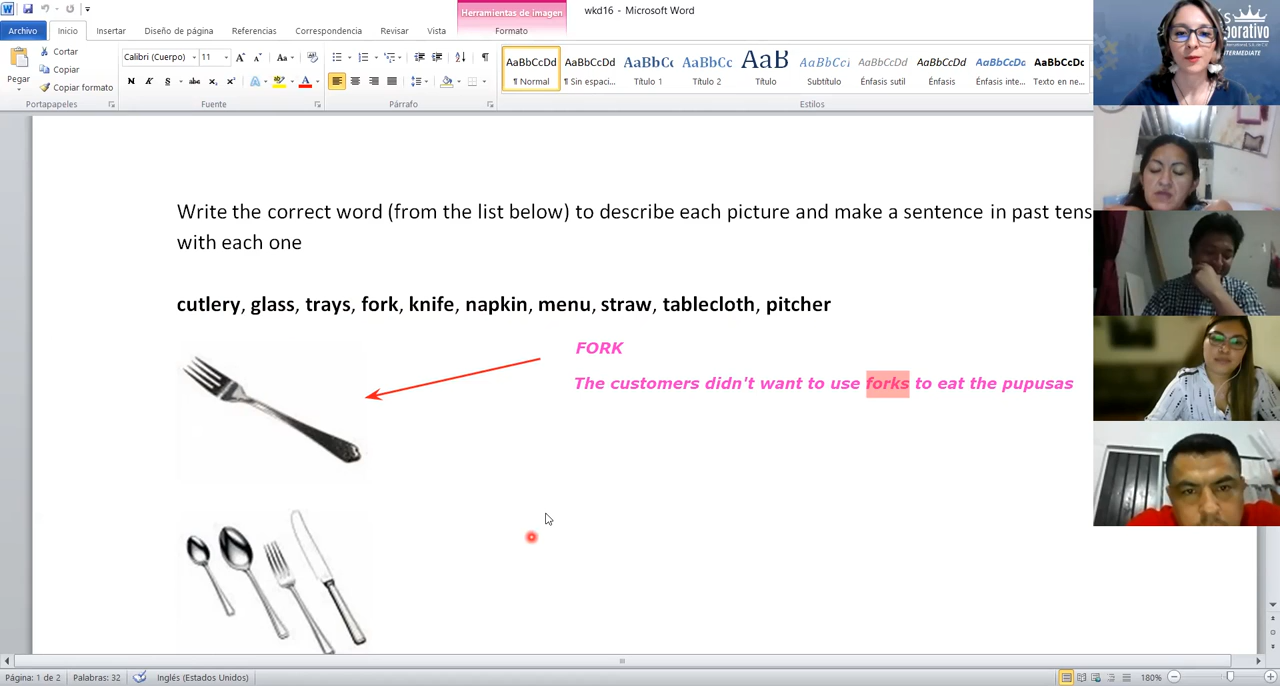 Herramientas de imagen
wkd16 - Microsoft Word
Archivo Inicio Insertar Diseño de página Referencias Correspondencia Revisar Vista Formato
Cortar
Copiar
Copiar formato
Pegar
Calibri (Cuerpo) 11
N K S abc x₂ x²
AaBbCcDd AaBbCcDd AaBbCc AaBbCc AaB AaBbCcI AaBbCcDd AaBbCcDd AaBbCcDd AaBbCcDc
¶ Normal ¶ Sin espaci... Título 1 Título 2 Título Subtítulo Énfasis sutil Énfasis Énfasis inte... Texto en ne...
Portapapeles Fuente Párrafo Estilos
INTERMEDIATE
Write the correct word (from the list below) to describe each picture and make a sentence in past tens
with each one
cutlery, glass, trays, fork, knife, napkin, menu, straw, tablecloth, pitcher
FORK
The customers didn't want to use forks to eat the pupusas
Página: 1 de 2 Palabras: 32 Inglés (Estados Unidos) 180%